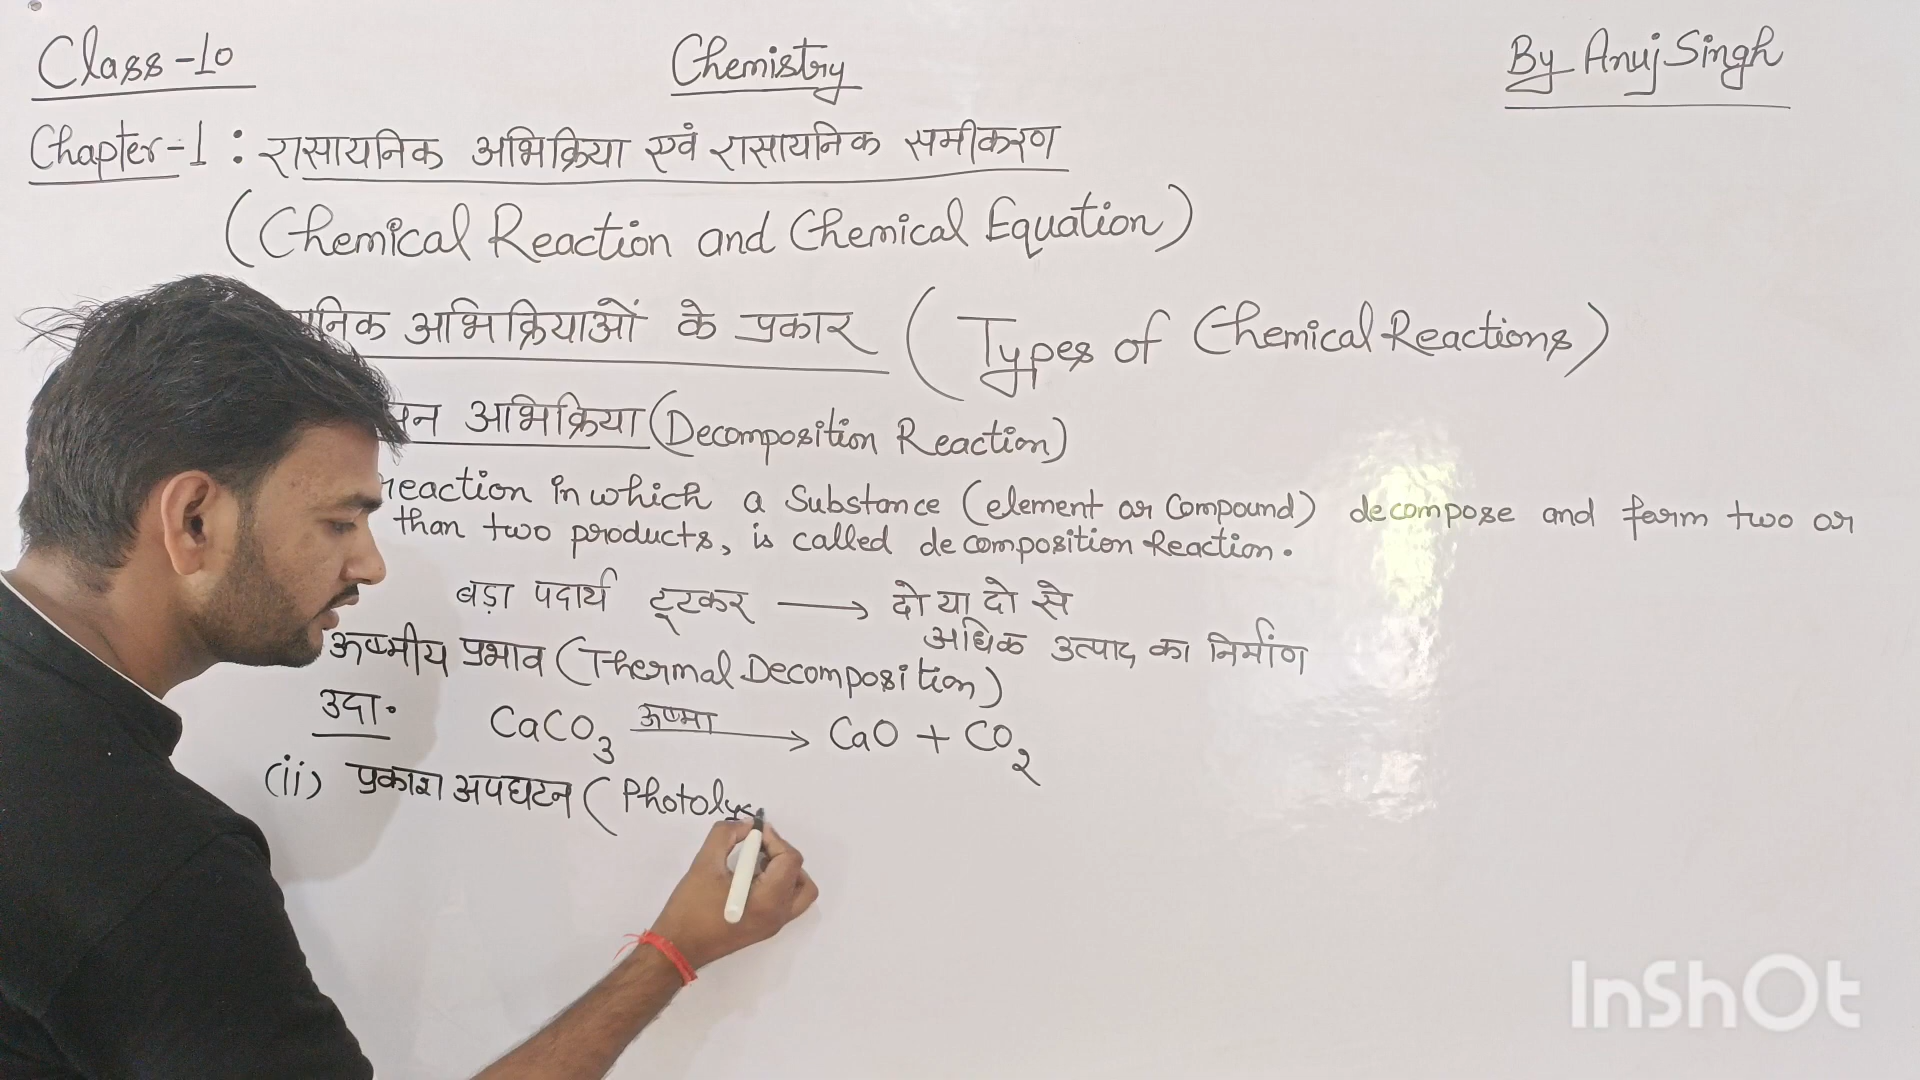 Class-10
Chemistry
By Anuj Singh
Chapter-1 : रासायनिक अभिक्रिया एवं रासायनिक समीकरण
(Chemical Reaction and Chemical Equation)
यनिक अभिक्रियाओं के प्रकार (Types of Chemical Reactions)
जन अभिक्रिया (Decomposition Reaction)
reaction in which a Substance (element or Compound) decompose and form two or
than two products, is called decomposition Reaction.
बड़ा पदार्थ टूटकर ⟶ दो या दो से
अधिक उत्पाद का निर्माण
ऊष्मीय प्रभाव (Thermal Decomposition)
उदा. CaCO3 ऊष्मा ⟶ CaO + CO2
(ii) प्रकाश अपघटन (Photolys
InShOt